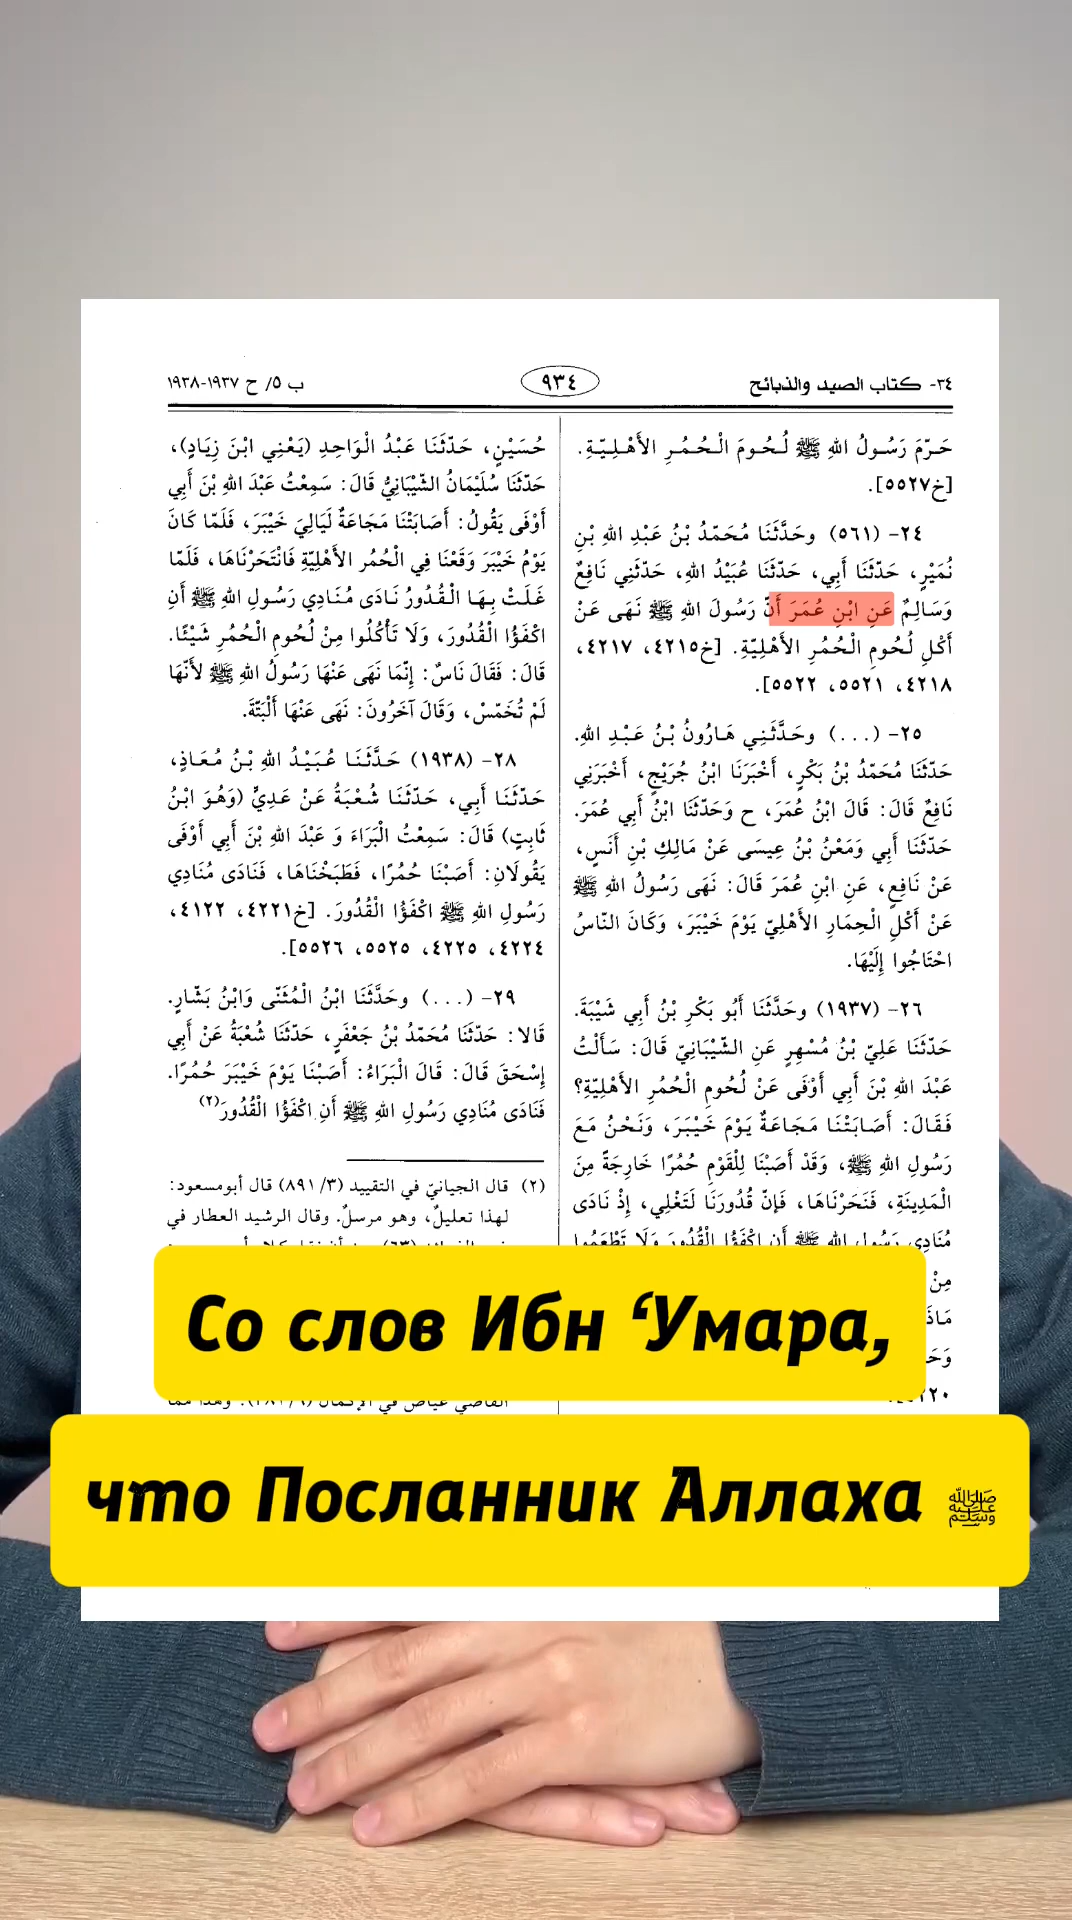 ٣٤- كتاب الصيد والذبائح
٩٣٤
ب ٥/ ح ١٩٣٧-١٩٣٨
حَرّمَ رَسُولُ اللهِ ﷺ لُحُومَ الْحُمُرِ الأَهْلِيّةِ.
[خ٥٥٢٧].
٢٤- (٥٦١) وحَدَّثَنَا مُحَمّدُ بْنُ عَبْدِ اللهِ بْنِ
نُمَيْرٍ، حَدّثَنَا أَبِي، حَدّثَنَا عُبَيْدُ اللهِ، حَدّثَنِي نَافِعٌ
وَسَالِمٌ عَنِ ابْنِ عُمَرَ أَنّ رَسُولَ اللهِ ﷺ نَهَى عَنْ
أَكْلِ لُحُومِ الْحُمُرِ الأَهْلِيّةِ. [خ٤٢١٥، ٤٢١٧،
٤٢١٨، ٥٥٢١، ٥٥٢٢].
٢٥- (...) وحَدَّثَنِي هَارُونُ بْنُ عَبْدِ اللهِ.
حَدّثَنَا مُحَمّدُ بْنُ بَكْرٍ، أَخْبَرَنَا ابْنُ جُرَيْجٍ، أَخْبَرَنِي
نَافِعٌ قَالَ: قَالَ ابْنُ عُمَرَ، ح وَحَدّثَنَا ابْنُ أَبِي عُمَرَ.
حَدّثَنَا أَبِي وَمَعْنُ بْنُ عِيسَى عَنْ مَالِكِ بْنِ أَنَسٍ،
عَنْ نَافِعٍ، عَنِ ابْنِ عُمَرَ قَالَ: نَهَى رَسُولُ اللهِ ﷺ
عَنْ أَكْلِ الْحِمَارِ الأَهْلِيّ يَوْمَ خَيْبَرَ، وَكَانَ النّاسُ
احْتَاجُوا إِلَيْهَا.
٢٦- (١٩٣٧) وحَدَّثَنَا أَبُو بَكْرِ بْنُ أَبِي شَيْبَةَ.
حَدّثَنَا عَلِيّ بْنُ مُسْهِرٍ عَنِ الشّيْبَانِيّ قَالَ: سَأَلْتُ
عَبْدَ اللهِ بْنَ أَبِي أَوْفَى عَنْ لُحُومِ الْحُمُرِ الأَهْلِيّةِ؟
فَقَالَ: أَصَابَتْنَا مَجَاعَةٌ يَوْمَ خَيْبَرَ، وَنَحْنُ مَعَ
رَسُولِ اللهِ ﷺ، وَقَدْ أَصَبْنَا لِلْقَوْمِ حُمُرًا خَارِجَةً مِنَ
الْمَدِينَةِ، فَنَحَرْنَاهَا، فَإِنّ قُدُورَنَا لَتَغْلِي، إِذْ نَادَى
مُنَادِي رَسُولِ اللهِ ﷺ أَنِ اكْفَؤُا الْقُدُورَ وَلَا تَطْعَمُوا
مِنْ
حُسَيْنٍ، حَدّثَنَا عَبْدُ الْوَاحِدِ (يَعْنِي ابْنَ زِيَادٍ)،
حَدّثَنَا سُلَيْمَانُ الشّيْبَانِيُّ قَالَ: سَمِعْتُ عَبْدَ اللهِ بْنَ أَبِي
أَوْفَى يَقُولُ: أَصَابَتْنَا مَجَاعَةٌ لَيَالِيَ خَيْبَرَ، فَلَمّا كَانَ
يَوْمُ خَيْبَرَ وَقَعْنَا فِي الْحُمُرِ الأَهْلِيّةِ فَانْتَحَرْنَاهَا، فَلَمّا
غَلَتْ بِهَا الْقُدُورُ نَادَى مُنَادِي رَسُولِ اللهِ ﷺ أَنِ
اكْفَؤُا الْقُدُورَ، وَلَا تَأْكُلُوا مِنْ لُحُومِ الْحُمُرِ شَيْئًا.
قَالَ: فَقَالَ نَاسٌ: إِنّمَا نَهَى عَنْهَا رَسُولُ اللهِ ﷺ لأَنّهَا
لَمْ تُخَمّسْ، وَقَالَ آخَرُونَ: نَهَى عَنْهَا أَلْبَتّةَ.
٢٨- (١٩٣٨) حَدَّثَنَا عُبَيْدُ اللهِ بْنُ مُعَاذٍ،
حَدّثَنَا أَبِي، حَدّثَنَا شُعْبَةُ عَنْ عَدِيٍّ (وَهُوَ ابْنُ
ثَابِتٍ) قَالَ: سَمِعْتُ الْبَرَاءَ وَ عَبْدَ اللهِ بْنَ أَبِي أَوْفَى
يَقُولَانِ: أَصَبْنَا حُمُرًا، فَطَبَخْنَاهَا، فَنَادَى مُنَادِي
رَسُولِ اللهِ ﷺ اكْفَؤُا الْقُدُورَ. [خ٤٢٢١، ٤١٢٢،
٤٢٢٤، ٤٢٢٥، ٥٥٢٥، ٥٥٢٦].
٢٩- (...) وحَدَّثَنَا ابْنُ الْمُثَنّى وَابْنُ بَشّارٍ.
قَالا: حَدّثَنَا مُحَمّدُ بْنُ جَعْفَرٍ، حَدّثَنَا شُعْبَةُ عَنْ أَبِي
إِسْحَقَ قَالَ: قَالَ الْبَرَاءُ: أَصَبْنَا يَوْمَ خَيْبَرَ حُمُرًا.
فَنَادَى مُنَادِي رَسُولِ اللهِ ﷺ أَنِ اكْفَؤُا الْقُدُورَ(٢)
(٢) قال الجيانيّ في التقييد (٣/ ٨٩١) قال أبومسعود:
لهذا تعليلٌ، وهو مرسلٌ. وقال الرشيد العطار في
Со слов Ибн ‘Умара,
что Посланник Аллаха ﷺ